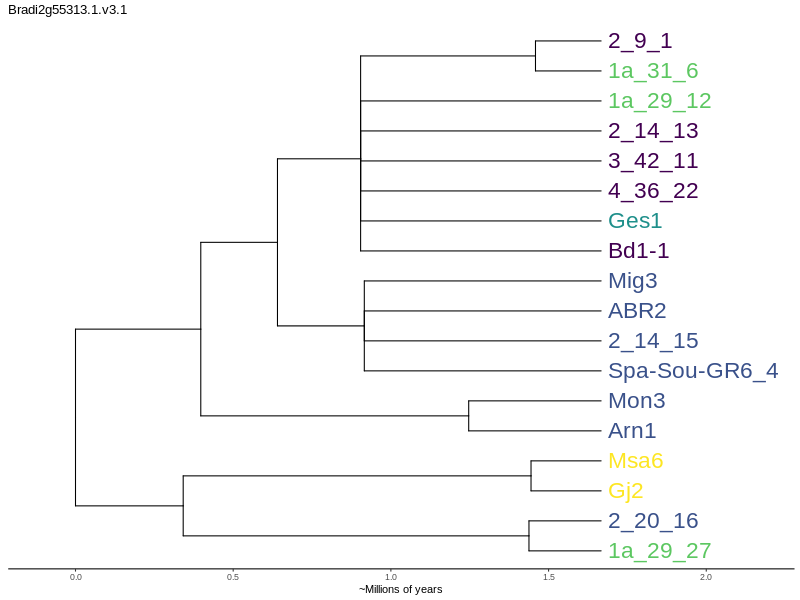 Bradi2g55313.1.v3.1
2_9_1
1a_31_6
1a_29_12
2_14_13
3_42_11
4_36_22
Ges1
Bd1-1
Mig3
ABR2
2_14_15
Spa-Sou-GR6_4
Mon3
Arn1
Msa6
Gj2
2_20_16
1a_29_27
0.0 0.5 1.0 1.5 2.0
~Millions of years